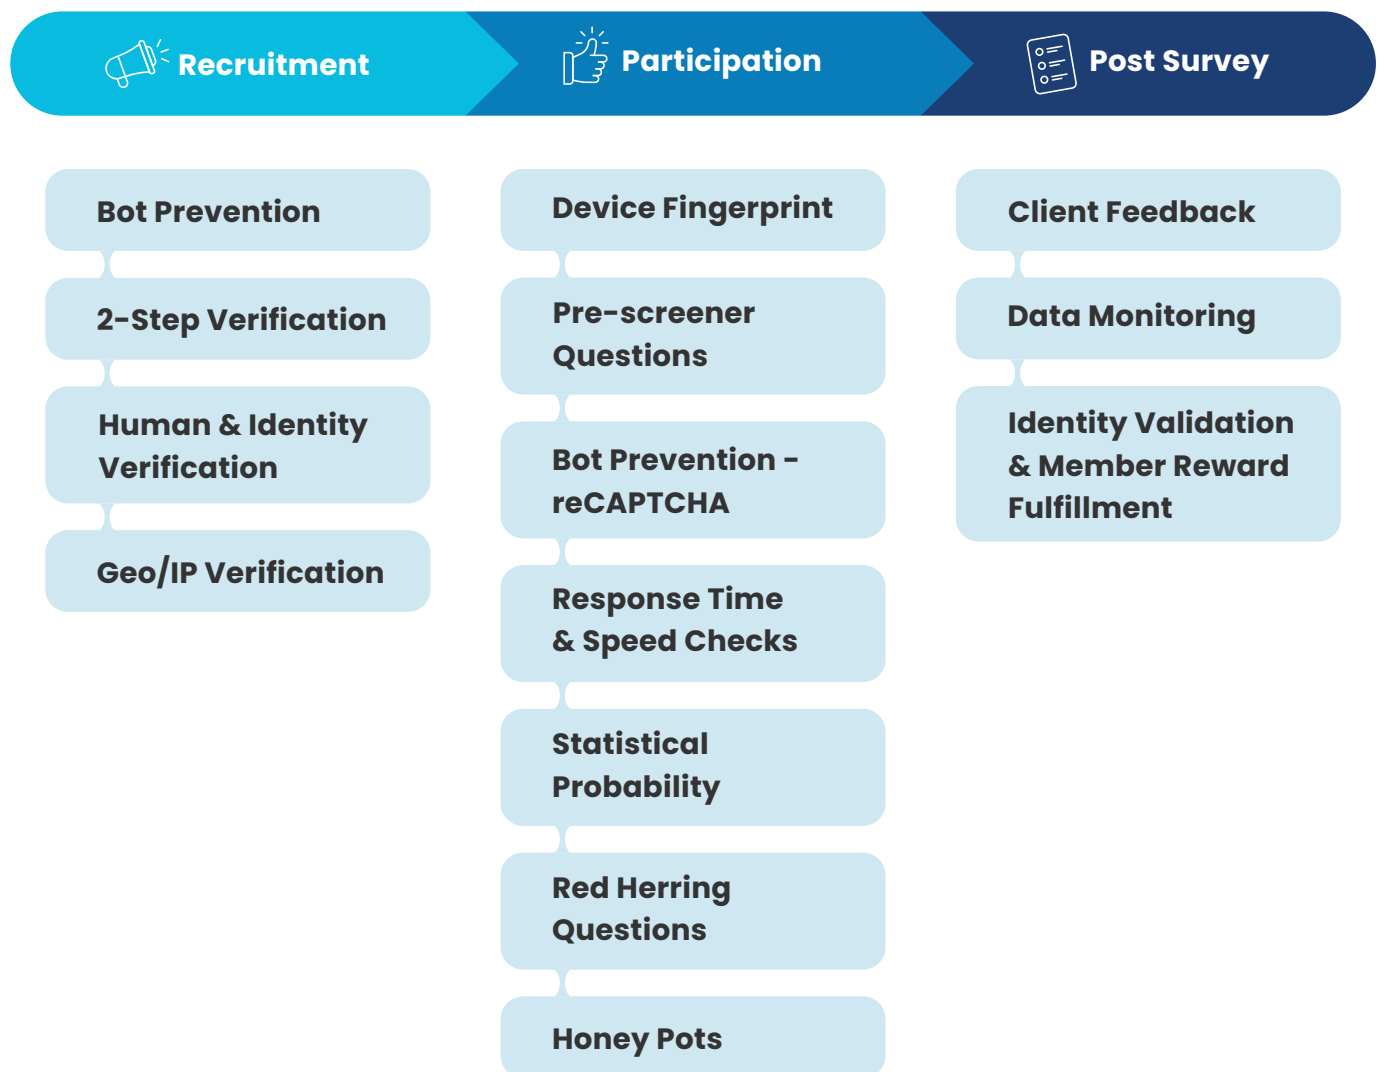 Recruitment
Participation
Post Survey
Bot Prevention
2-Step Verification
Human & Identity
Verification
Geo/IP Verification
Device Fingerprint
Pre-screener
Questions
Bot Prevention -
reCAPTCHA
Response Time
& Speed Checks
Statistical
Probability
Red Herring
Questions
Honey Pots
Client Feedback
Data Monitoring
Identity Validation
& Member Reward
Fulfillment